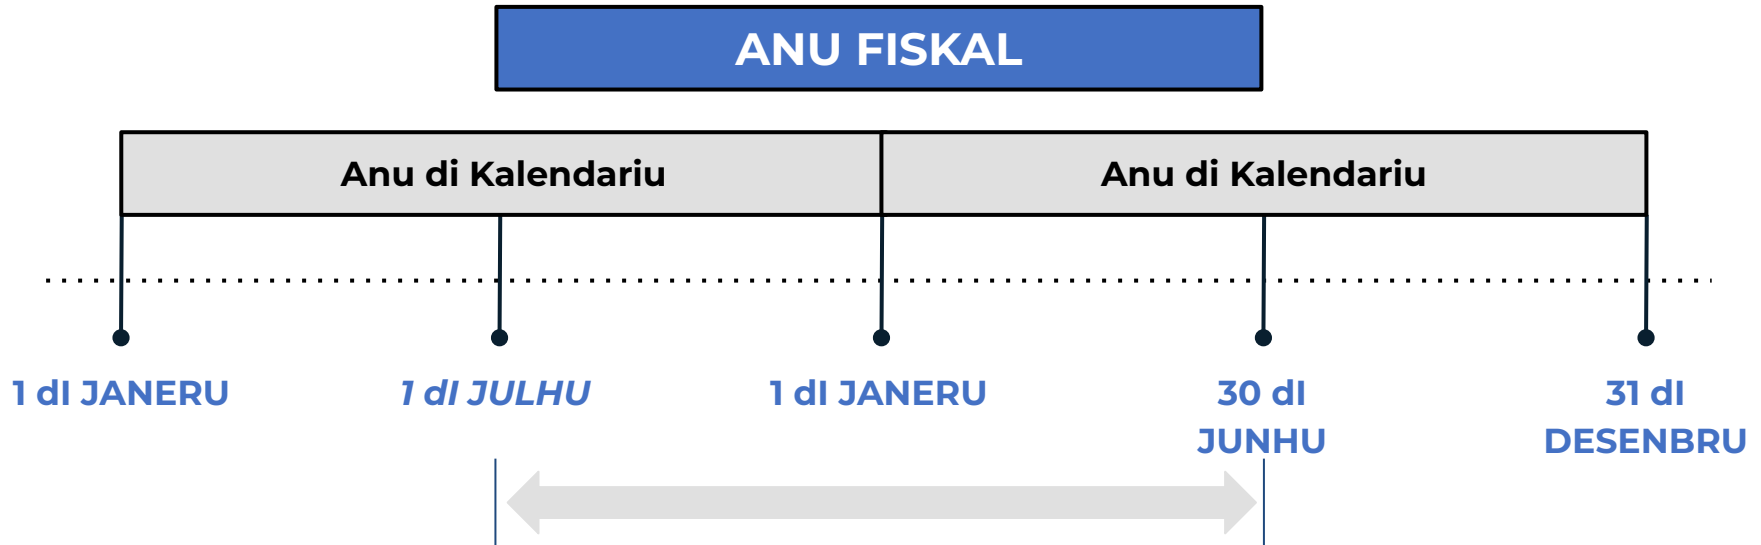 ANU FISKAL
Anu di Kalendariu
Anu di Kalendariu
1 dI JANERU
1 dI JULHU
1 dI JANERU
30 dI
JUNHU
31 dI
DESENBRU